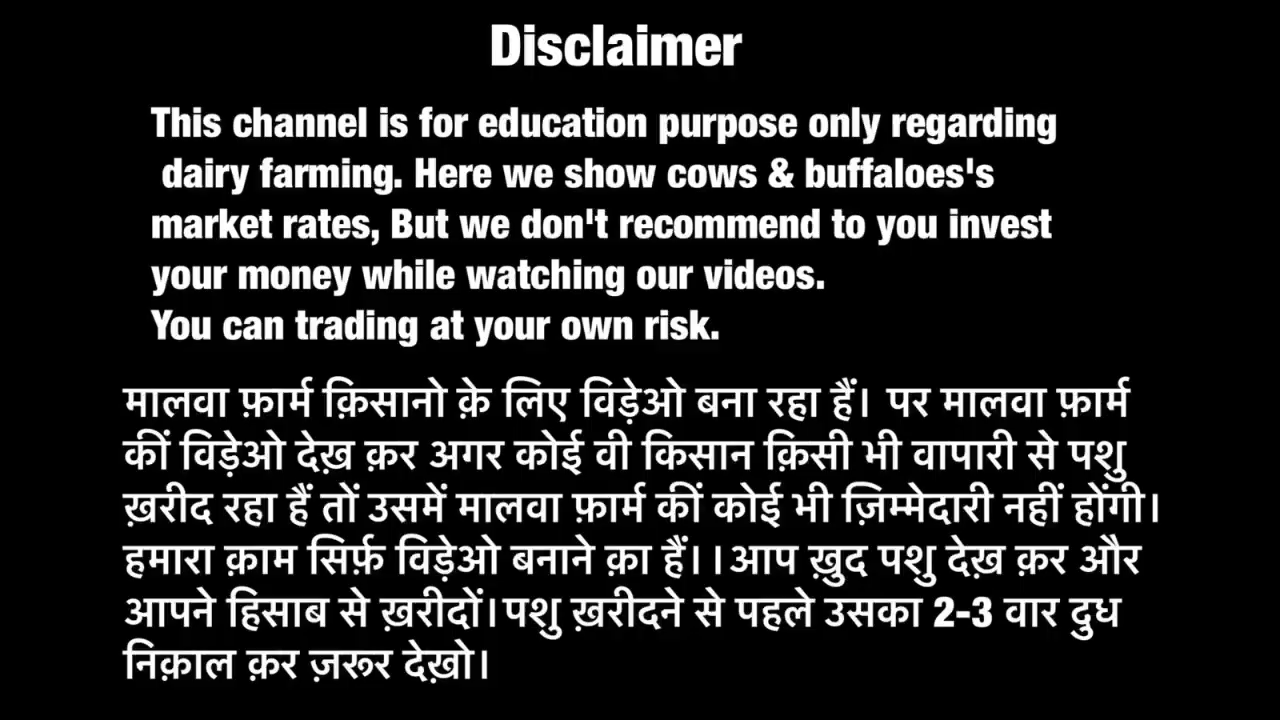 Disclaimer
This channel is for education purpose only regarding
dairy farming. Here we show cows & buffaloes's
market rates, But we don't recommend to you invest
your money while watching our videos.
You can trading at your own risk.
मालवा फ़ार्म क़िसानो क़े लिए विड़ेओ बना रहा हैं। पर मालवा फ़ार्म
कीं विड़ेओ देख़ क़र अगर कोई वी किसान क़िसी भी वापारी से पशु
ख़रीद रहा हैं तों उसमें मालवा फ़ार्म कीं कोई भी ज़िम्मेदारी नहीं होंगी।
हमारा क़ाम सिर्फ़ विड़ेओ बनाने क़ा हैं।।आप ख़ुद पशु देख़ क़र और
आपने हिसाब से ख़रीदों।पशु ख़रीदने से पहले उसका 2-3 वार दुध
निक़ाल क़र ज़रूर देख़ो।